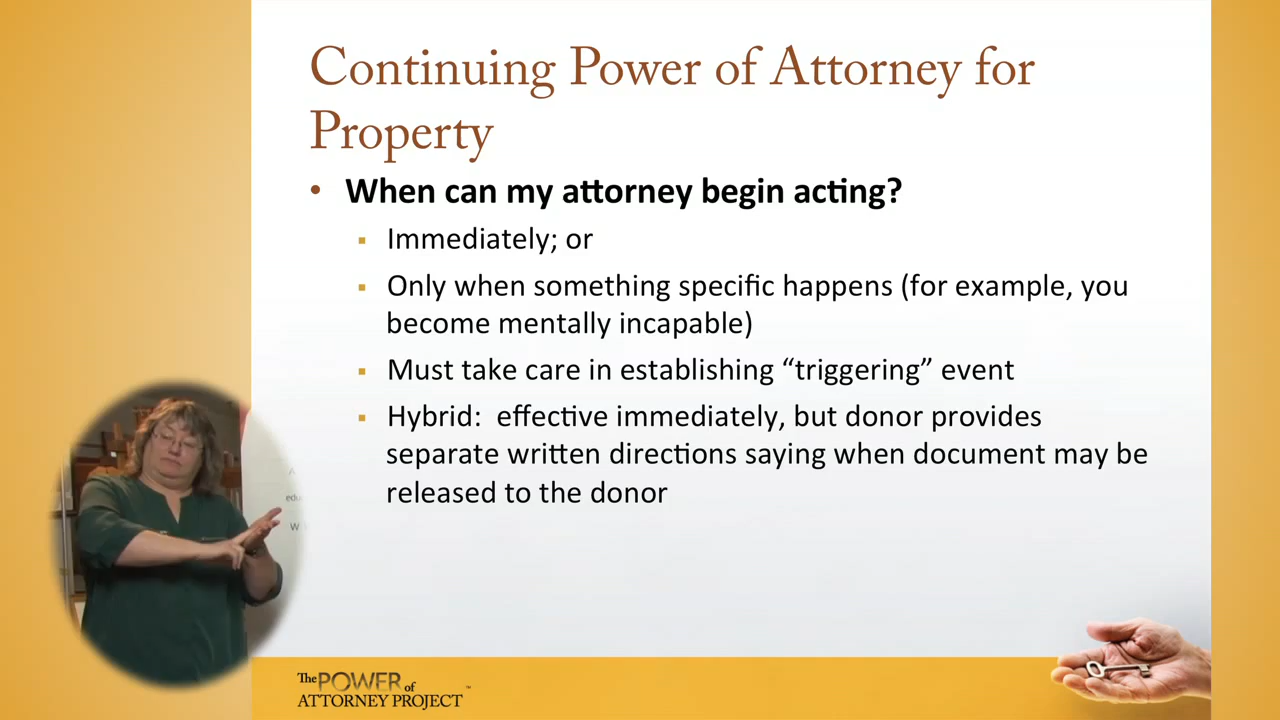 Continuing Power of Attorney for
Property
• When can my attorney begin acting?
▪ Immediately; or
▪ Only when something specific happens (for example, you
become mentally incapable)
▪ Must take care in establishing “triggering” event
▪ Hybrid:  effective immediately, but donor provides
separate written directions saying when document may be
released to the donor
The POWER of
ATTORNEY PROJECT™